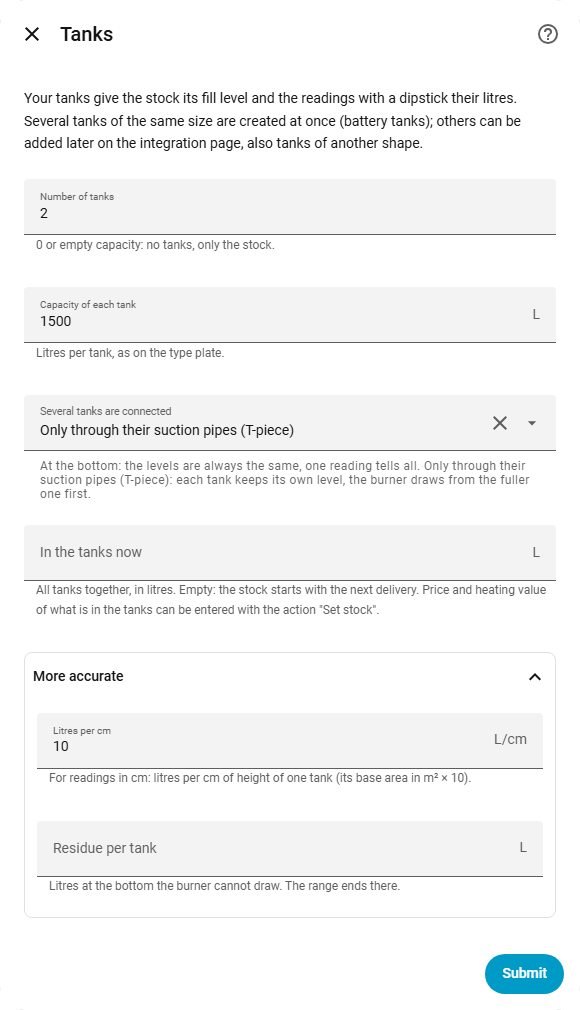 Tanks
Your tanks give the stock its fill level and the readings with a dipstick their litres.
Several tanks of the same size are created at once (battery tanks); others can be
added later on the integration page, also tanks of another shape.
Number of tanks
2
0 or empty capacity: no tanks, only the stock.
Capacity of each tank
1500
L
Litres per tank, as on the type plate.
Several tanks are connected
Only through their suction pipes (T-piece)
At the bottom: the levels are always the same, one reading tells all. Only through their
suction pipes (T-piece): each tank keeps its own level, the burner draws from the fuller
one first.
In the tanks now
L
All tanks together, in litres. Empty: the stock starts with the next delivery. Price and heating value
of what is in the tanks can be entered with the action "Set stock".
More accurate
Litres per cm
10
L/cm
For readings in cm: litres per cm of height of one tank (its base area in m² × 10).
Residue per tank
L
Litres at the bottom the burner cannot draw. The range ends there.
Submit